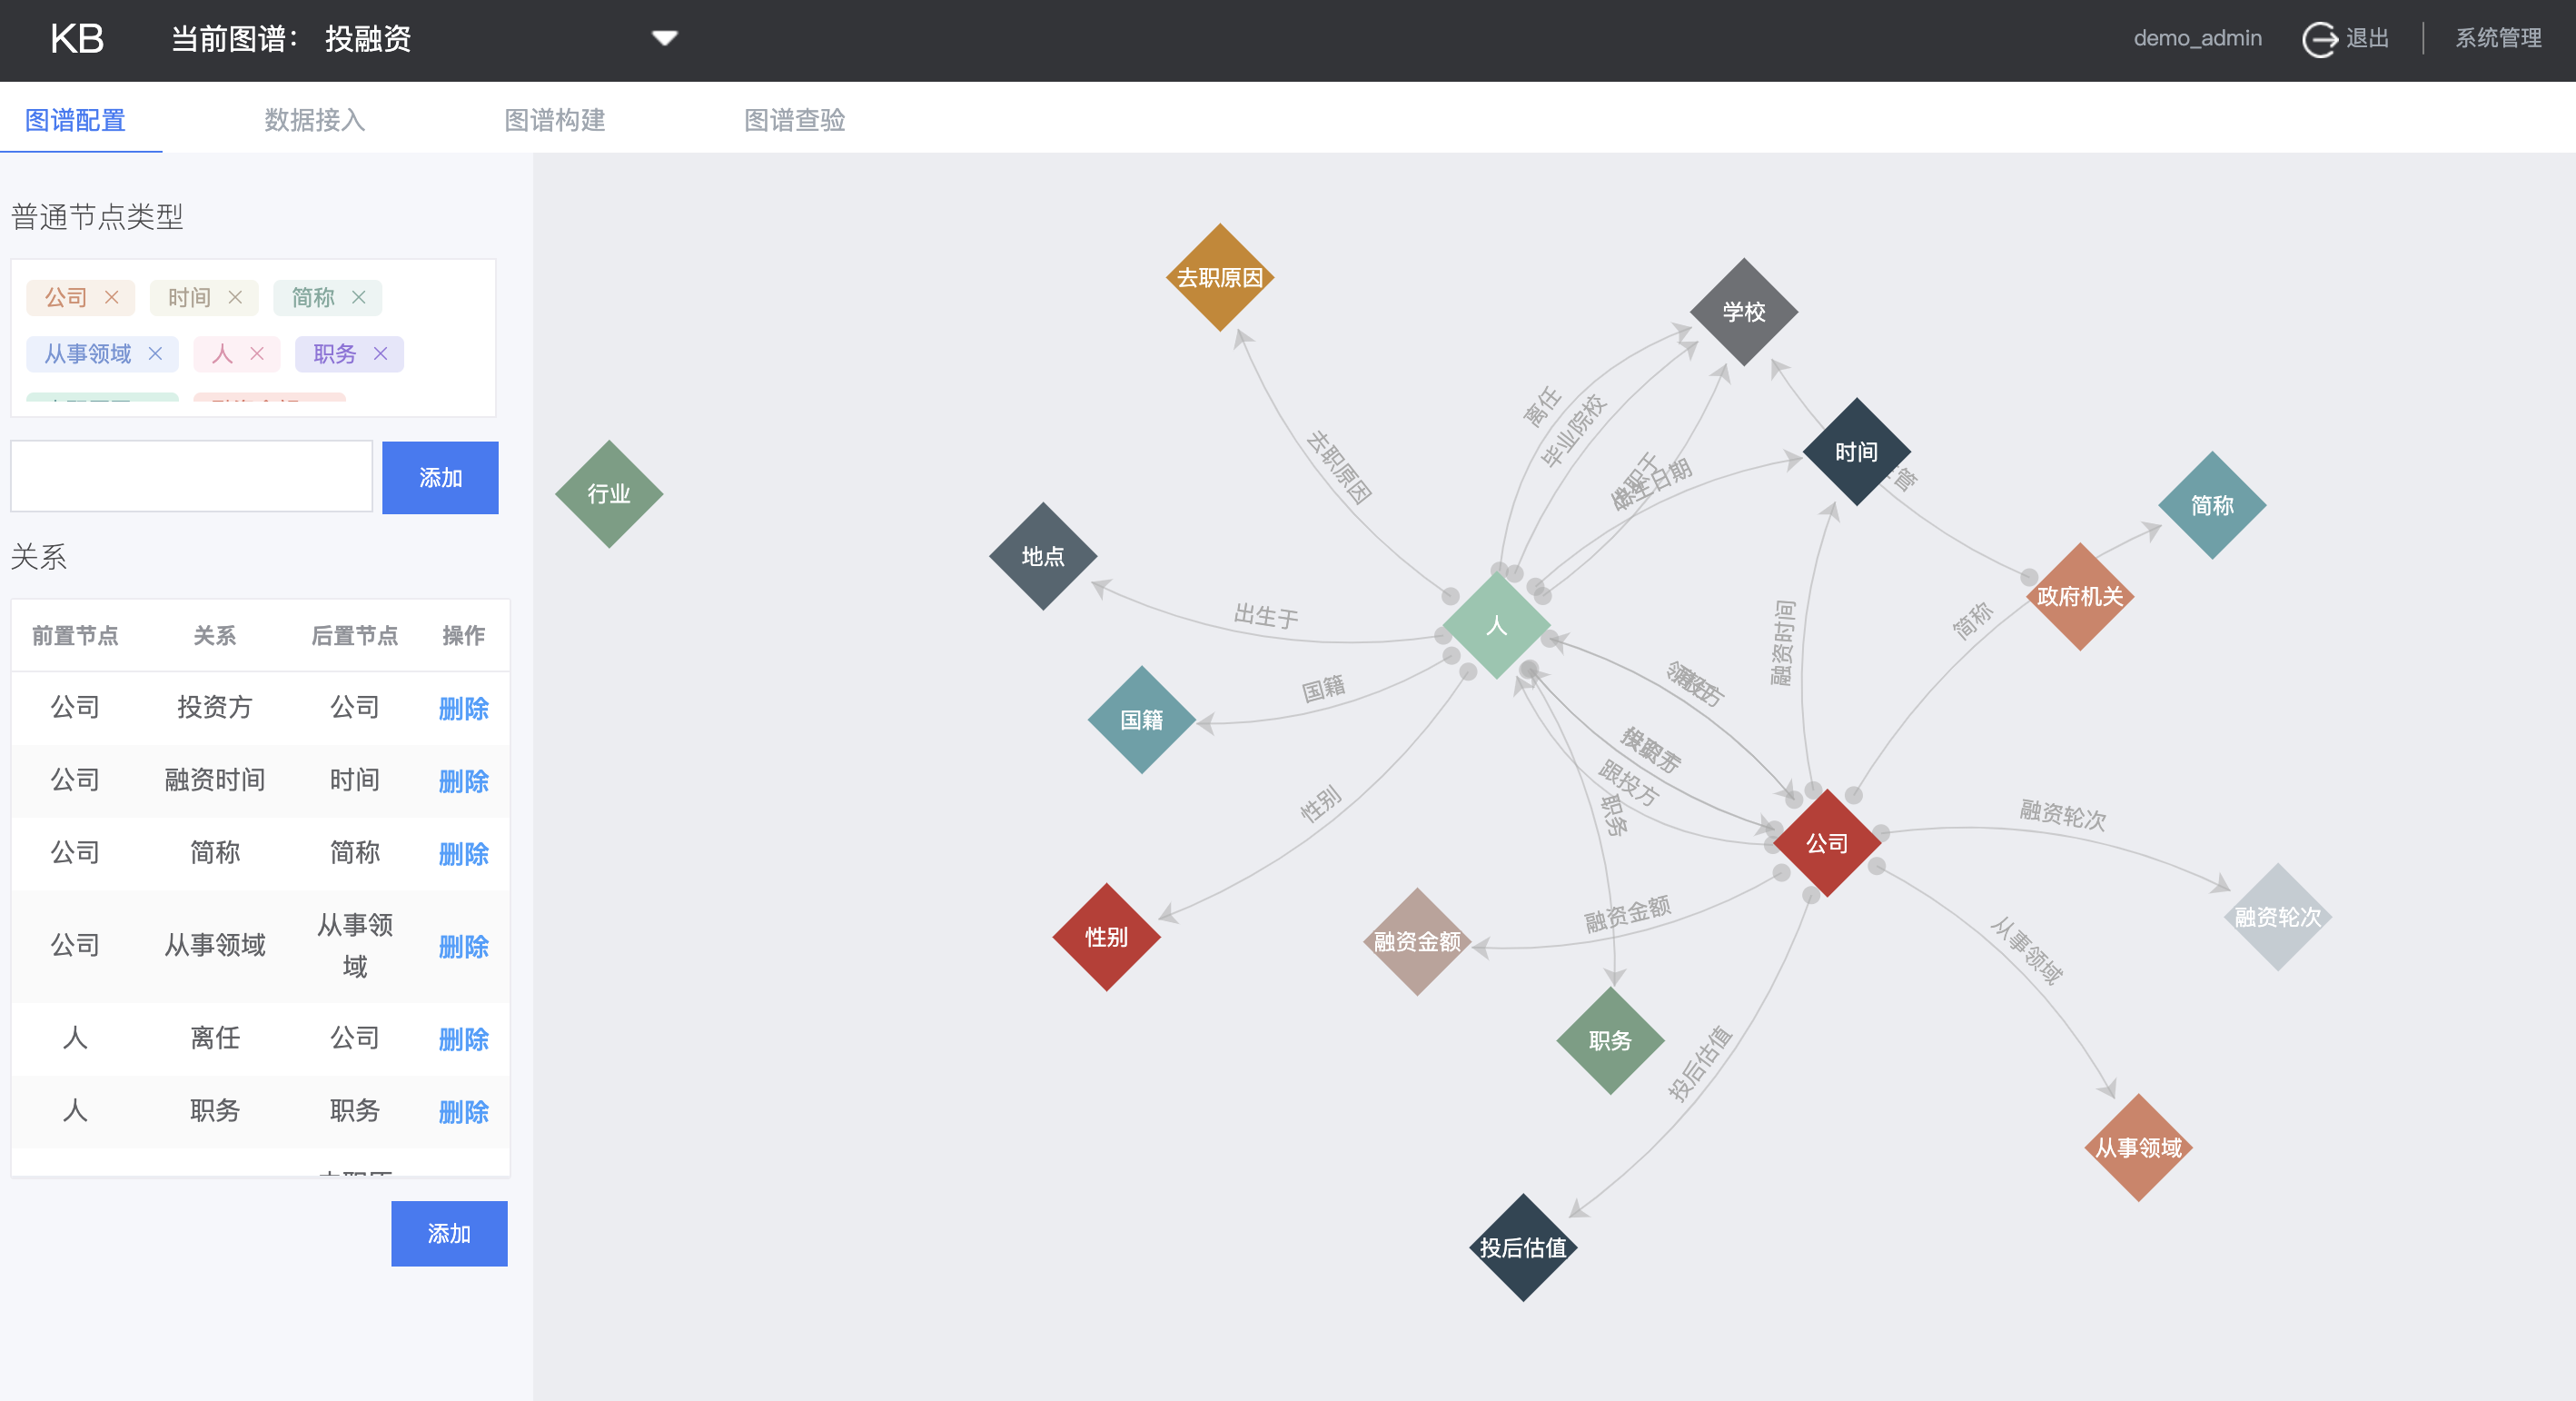 KB
当前图谱： 投融资
demo_admin
退出
系统管理
图谱配置
数据接入
图谱构建
图谱查验
普通节点类型
公司 ×
时间 ×
简称 ×
从事领域 ×
人 ×
职务 ×
添加
关系
前置节点 关系 后置节点 操作
公司 投资方 公司 删除
公司 融资时间 时间 删除
公司 简称 简称 删除
公司 从事领域 从事领域 删除
人 离任 公司 删除
人 职务 职务 删除
添加
去职原因
学校
时间
简称
行业
地点
政府机关
人
国籍
公司
性别
融资金额
融资轮次
职务
从事领域
投后估值
去职原因
离任
毕业院校
出生日期
管
出生于
国籍
性别
融资时间
简称
跟投方
职务
融资金额
融资轮次
从事领域
投后估值